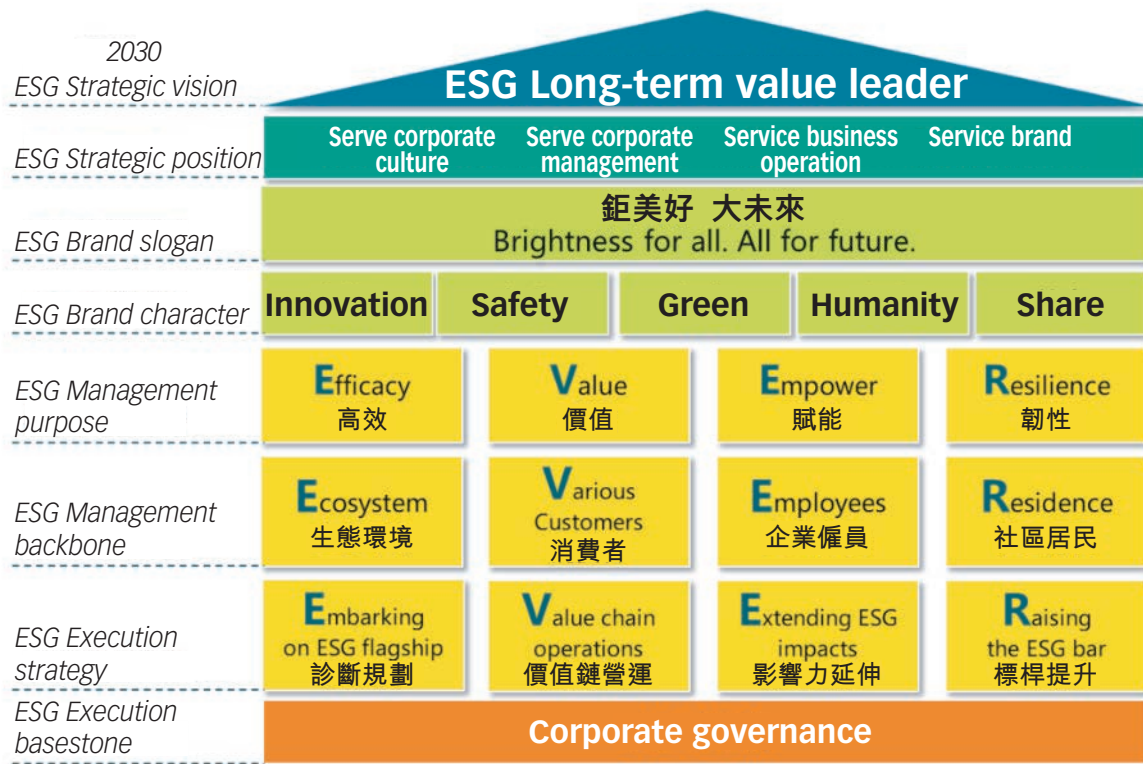 2030
ESG Strategic vision
ESG Long-term value leader
ESG Strategic position
Serve corporate
culture
Serve corporate
management
Service business
operation
Service brand
ESG Brand slogan
鉅美好 大未來
Brightness for all. All for future.
ESG Brand character
Innovation
Safety
Green
Humanity
Share
ESG Management
purpose
Efficacy
高效
Value
價值
Empower
賦能
Resilience
韌性
ESG Management
backbone
Ecosystem
生態環境
Various
Customers
消費者
Employees
企業僱員
Residence
社區居民
ESG Execution
strategy
Embarking
on ESG flagship
診斷規劃
Value chain
operations
價值鏈營運
Extending ESG
impacts
影響力延伸
Raising
the ESG bar
標桿提升
ESG Execution
basestone
Corporate governance